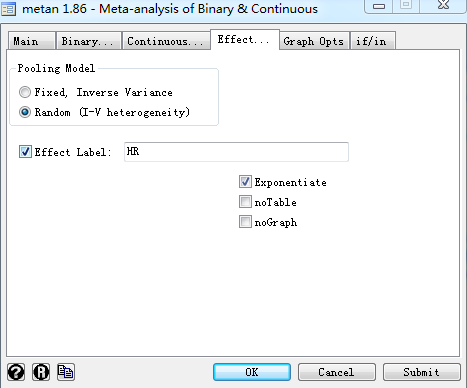 metan 1.86 - Meta-analysis of Binary & Continuous
Main Binary... Continuous... Effect... Graph Opts if/in
Pooling Model
Fixed, Inverse Variance
Random (I-V heterogeneity)
Effect Label: HR
Exponentiate
noTable
noGraph
? R OK Cancel Submit